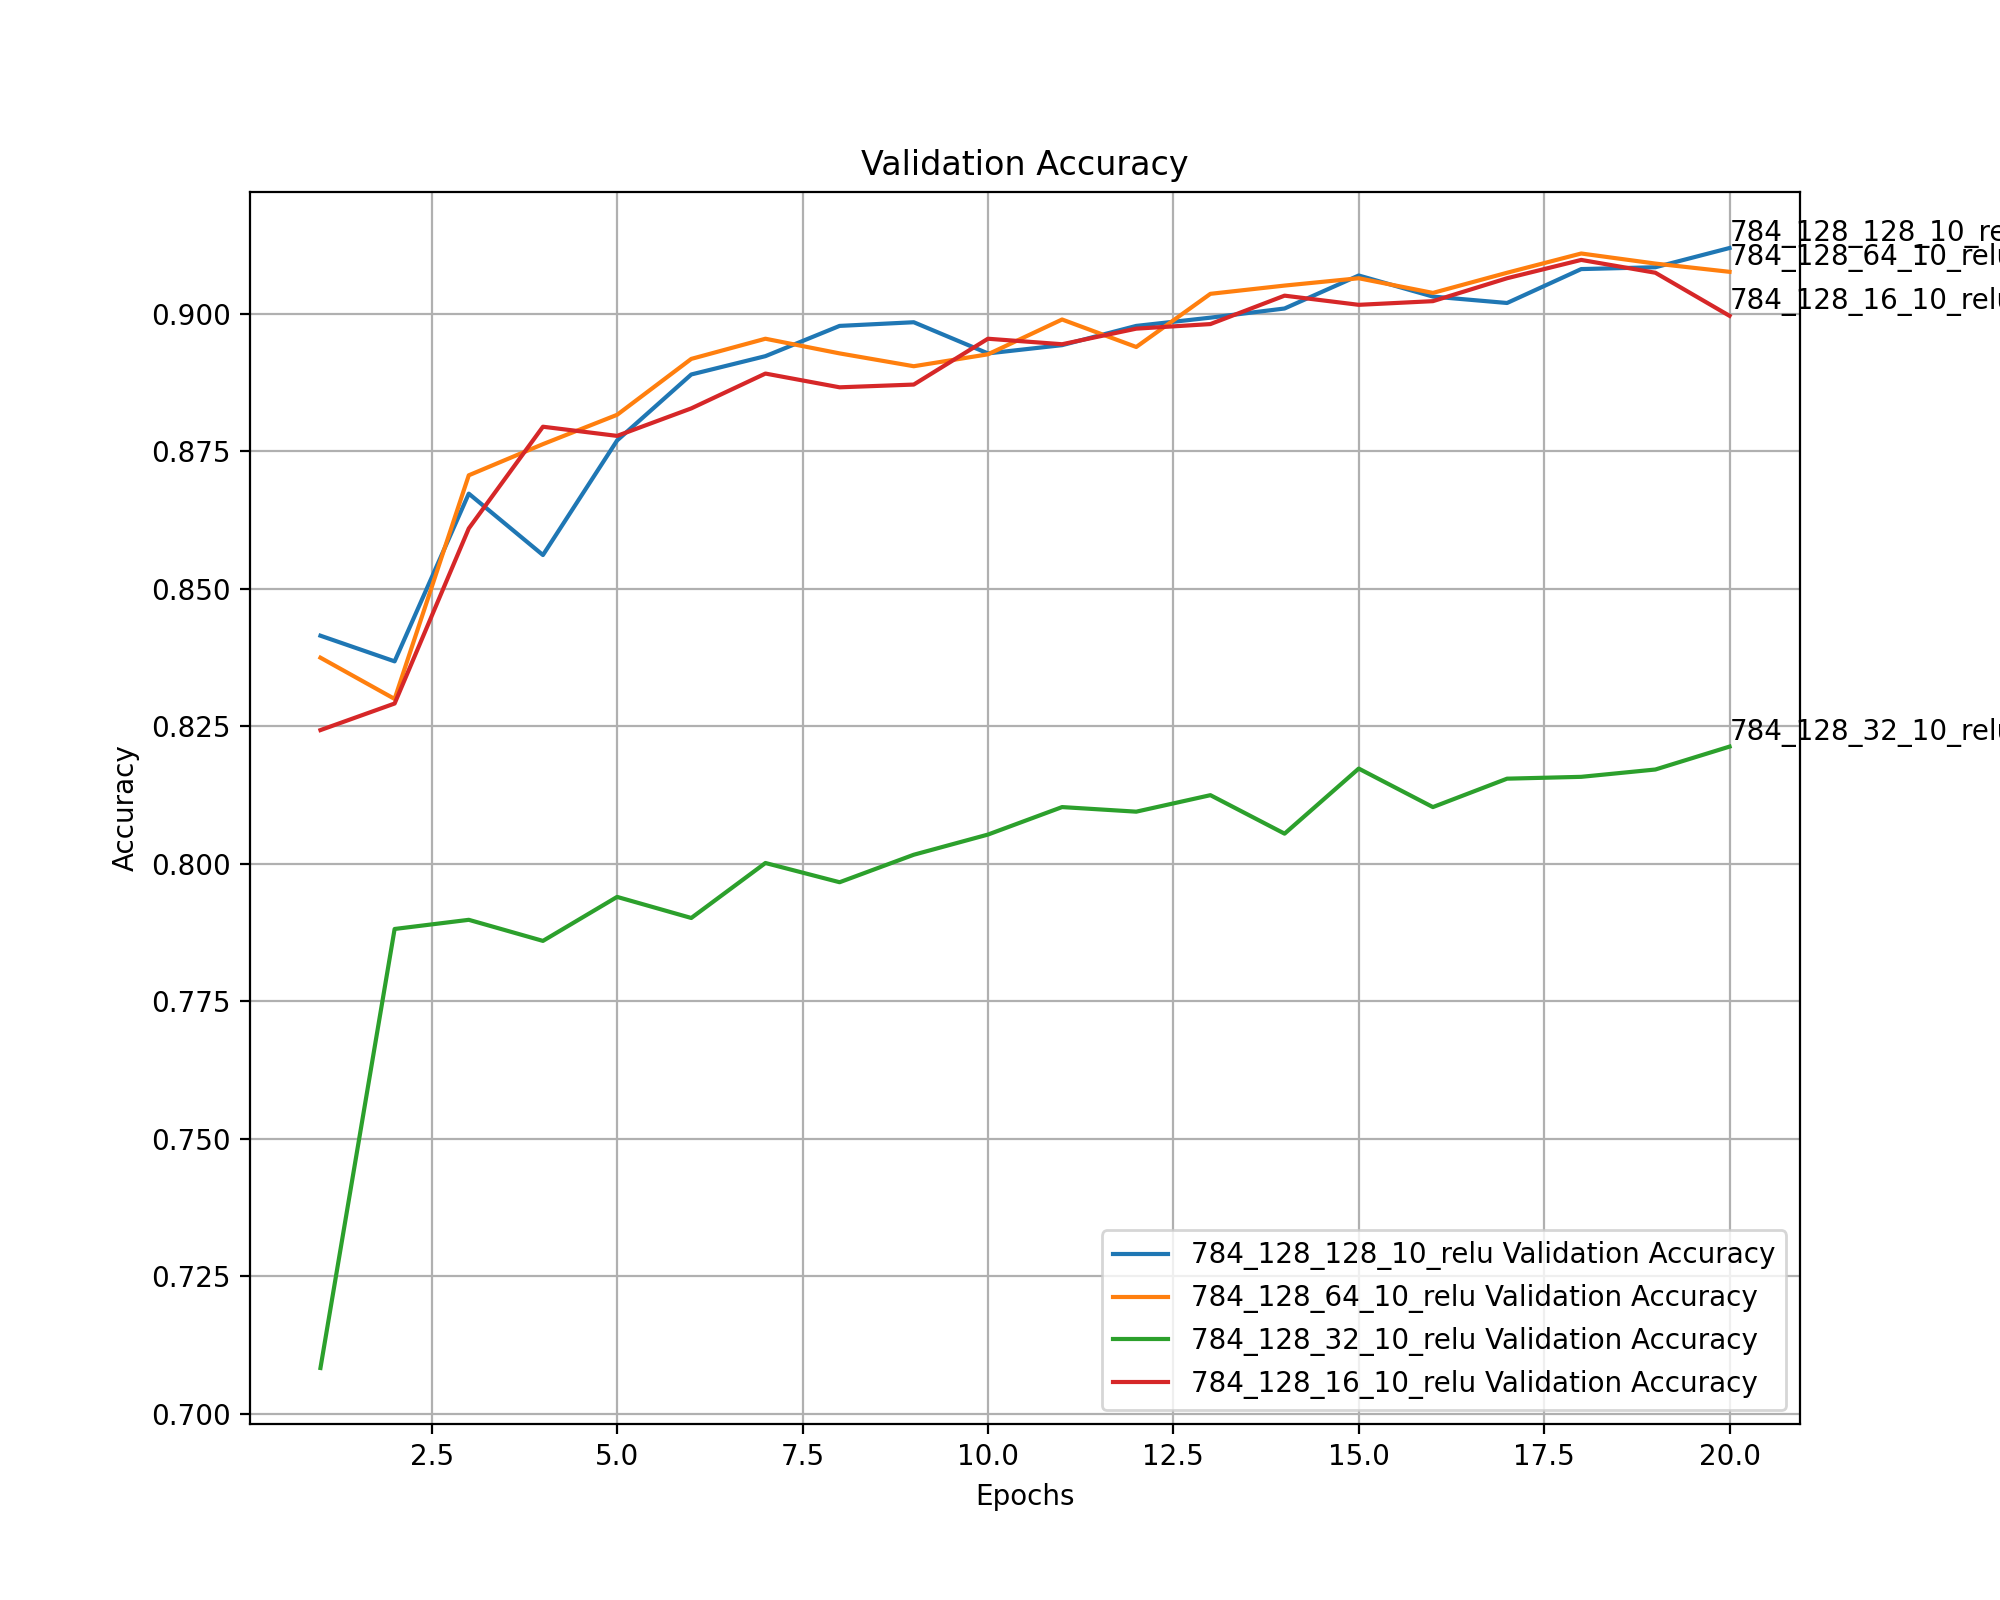 Validation Accuracy
784_128_128_10_re
784_128_64_10_relu
784_128_16_10_relu
784_128_32_10_relu
Accuracy
0.900
0.875
0.850
0.825
0.800
0.775
0.750
0.725
0.700
784_128_128_10_relu Validation Accuracy
784_128_64_10_relu Validation Accuracy
784_128_32_10_relu Validation Accuracy
784_128_16_10_relu Validation Accuracy
2.5 5.0 7.5 10.0 12.5 15.0 17.5 20.0
Epochs